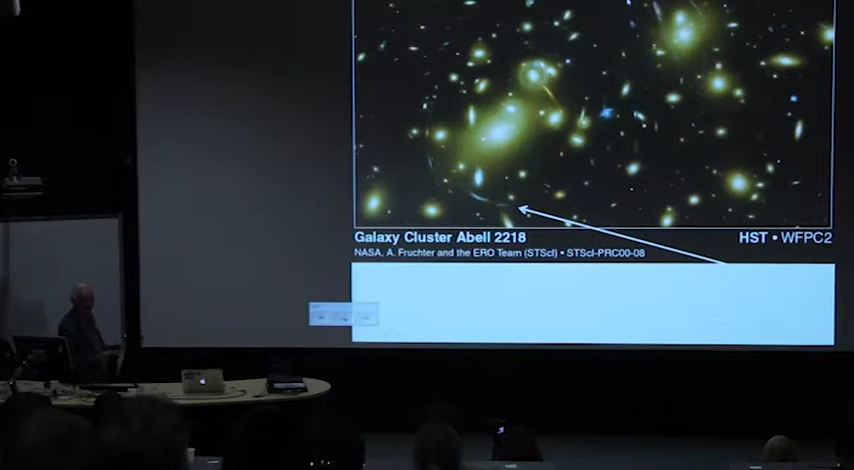 Galaxy Cluster Abell 2218
HST • WFPC2
NASA, A. Fruchter and the ERO Team (STScI) • STScI-PRC00-08